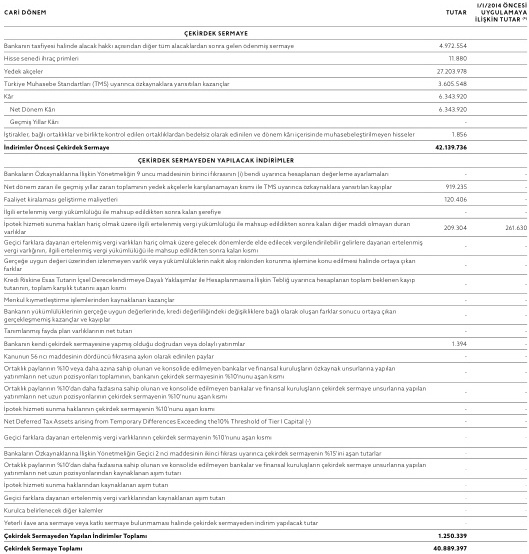 CARİ DÖNEM TUTAR 1/1/2014 ÖNCESİ
UYGULAMAYA
İLİŞKİN TUTAR (*)
ÇEKİRDEK SERMAYE
Bankanın tasfiyesi halinde alacak hakkı açısından diğer tüm alacaklardan sonra gelen ödenmiş sermaye 4.972.554
Hisse senedi ihraç primleri 11.880
Yedek akçeler 27.203.978
Türkiye Muhasebe Standartları (TMS) uyarınca özkaynaklara yansıtılan kazançlar 3.605.548
Kâr 6.343.920
Net Dönem Kârı 6.343.920
Geçmiş Yıllar Kârı -
İştirakler, bağlı ortaklıklar ve birlikte kontrol edilen ortaklıklardan bedelsiz olarak edinilen ve dönem kârı içerisinde muhasebeleştirilmeyen hisseler 1.856
İndirimler Öncesi Çekirdek Sermaye 42.139.736
ÇEKİRDEK SERMAYEDEN YAPILACAK İNDİRİMLER
Bankaların Özkaynaklarına İlişkin Yönetmeliğin 9 uncu maddesinin birinci fıkrasının (i) bendi uyarınca hesaplanan değerleme ayarlamaları - -
Net dönem zararı ile geçmiş yıllar zararı toplamının yedek akçelerle karşılanamayan kısmı ile TMS uyarınca özkaynaklara yansıtılan kayıplar 919.235 -
Faaliyet kiralaması geliştirme maliyetleri 120.406 -
İlgili ertelenmiş vergi yükümlülüğü ile mahsup edildikten sonra kalan şerefiye - -
İpotek hizmeti sunma hakları hariç olmak üzere ilgili ertelenmiş vergi yükümlülüğü ile mahsup edildikten sonra kalan diğer maddi olmayan duran
varlıklar 209.304 261.630
Geçici farklara dayanan ertelenmiş vergi varlıkları hariç olmak üzere gelecek dönemlerde elde edilecek vergilendirilebilir gelirlere dayanan ertelenmiş
vergi varlığının, ilgili ertelenmiş vergi yükümlülüğü ile mahsup edildikten sonra kalan kısmı - -
Gerçeğe uygun değeri üzerinden izlenmeyen varlık veya yükümlülüklerin nakit akış riskinden korunma işlemine konu edilmesi halinde ortaya çıkan
farklar - -
Kredi Riskine Esas Tutarın İçsel Derecelendirmeye Dayalı Yaklaşımlar ile Hesaplanmasına İlişkin Tebliğ uyarınca hesaplanan toplam beklenen kayıp
tutarının, toplam karşılık tutarını aşan kısmı - -
Menkul kıymetleştirme işlemlerinden kaynaklanan kazançlar - -
Bankanın yükümlülüklerinin gerçeğe uygun değerlerinde, kredi değerliliğindeki değişikliklere bağlı olarak oluşan farklar sonucu ortaya çıkan
gerçekleşmemiş kazançlar ve kayıplar - -
Tanımlanmış fayda plan varlıklarının net tutarı - -
Bankanın kendi çekirdek sermayesine yapmış olduğu doğrudan veya dolaylı yatırımlar 1.394 -
Kanunun 56 ncı maddesinin dördüncü fıkrasına aykırı olarak edinilen paylar - -
Ortaklık paylarının %10 veya daha azına sahip olunan ve konsolide edilmeyen bankalar ve finansal kuruluşların özkaynak unsurlarına yapılan
yatırımların net uzun pozisyonları toplamının, bankanın çekirdek sermayesinin %10'nunu aşan kısmı - -
Ortaklık paylarının %10'dan daha fazlasına sahip olunan ve konsolide edilmeyen bankalar ve finansal kuruluşların çekirdek sermaye unsurlarına yapılan
yatırımların net uzun pozisyonlarının çekirdek sermayenin %10'nunu aşan kısmı - -
İpotek hizmeti sunma haklarının çekirdek sermayenin %10'nunu aşan kısmı - -
Net Deferred Tax Assets arising from Temporary Differences Exceeding the10% Threshold of Tier I Capital (-) - -
Geçici farklara dayanan ertelenmiş vergi varlıklarının çekirdek sermayenin %10'nunu aşan kısmı - -
Bankaların Özkaynaklarına İlişkin Yönetmeliğin Geçici 2 nci maddesinin ikinci fıkrası uyarınca çekirdek sermayenin %15'ini aşan tutarlar - -
Ortaklık paylarının %10'dan daha fazlasına sahip olunan ve konsolide edilmeyen bankalar ve finansal kuruluşların çekirdek sermaye unsurlarına yapılan
yatırımların net uzun pozisyonlarından kaynaklanan aşım tutarı - -
İpotek hizmeti sunma haklarından kaynaklanan aşım tutarı - -
Geçici farklara dayanan ertelenmiş vergi varlıklarından kaynaklanan aşım tutarı - -
Kurulca belirlenecek diğer kalemler - -
Yeterli ilave ana sermaye veya katkı sermaye bulunmaması halinde çekirdek sermayeden indirim yapılacak tutar - -
Çekirdek Sermayeden Yapılan İndirimler Toplamı 1.250.339
Çekirdek Sermaye Toplamı 40.889.397